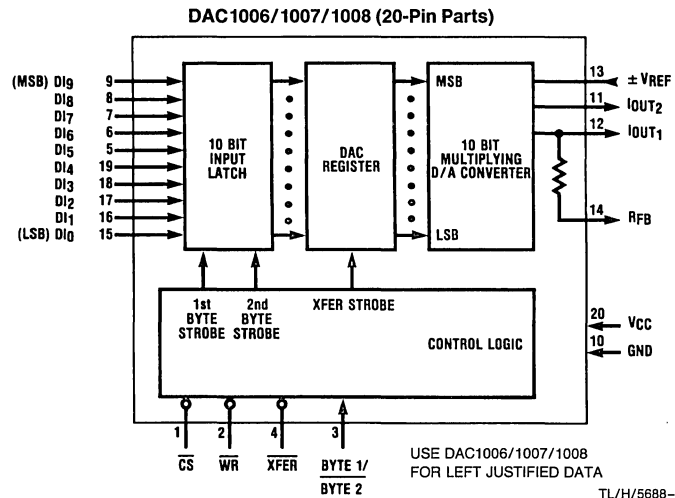 DAC1006/1007/1008 (20-Pin Parts)
(MSB) DI9 9
DI8 8
DI7 7
DI6 6
DI5 5
DI4 19
DI3 18
DI2 17
DI1 16
(LSB) DI0 15
10 BIT
INPUT
LATCH
DAC
REGISTER
MSB
10 BIT
MULTIPLYING
D/A CONVERTER
LSB
13 ± VREF
11 IOUT2
12 IOUT1
14 RFB
1st
BYTE
STROBE
2nd
BYTE
STROBE
XFER STROBE
CONTROL LOGIC
20 VCC
10 GND
1 2 4 3
CS WR XFER BYTE 1/
BYTE 2
USE DAC1006/1007/1008
FOR LEFT JUSTIFIED DATA
TL/H/5688–